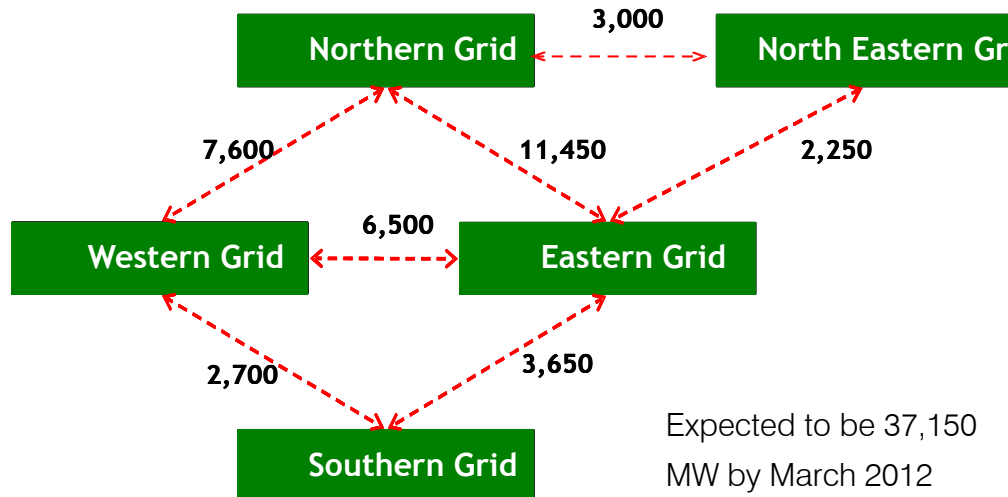 3,000
Northern Grid
North Eastern Gr
7,600
11,450
2,250
6,500
Western Grid
Eastern Grid
2,700
3,650
Southern Grid
Expected to be 37,150
MW by March 2012